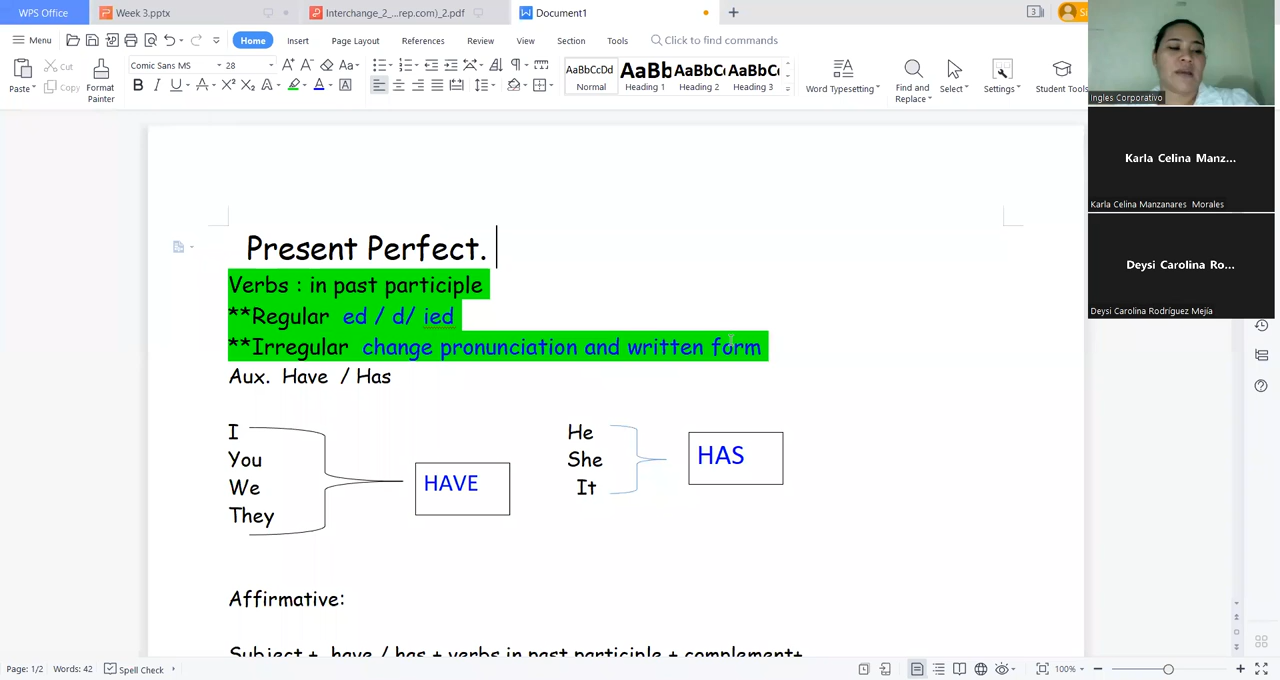 WPS Office
Week 3.pptx
Interchange_2_...rep.com)_2.pdf
Document1
Menu
Home
Insert
Page Layout
References
Review
View
Section
Tools
Click to find commands
Paste
Cut
Copy
Format Painter
Comic Sans MS
28
AaBbCcDd
Normal
AaBb
Heading 1
AaBbCc
Heading 2
AaBbCc
Heading 3
Word Typesetting
Find and Replace
Select
Settings
Student Tools
Ingles Corporativo
Karla Celina Manz...
Karla Celina Manzanares Morales
Deysi Carolina Ro...
Deysi Carolina Rodríguez Mejía
Present Perfect.
Verbs : in past participle
**Regular ed / d/ ied
**Irregular change pronunciation and written form
Aux. Have / Has
I
You
We
They
HAVE
He
She
It
HAS
Affirmative:
Subject + have / has + verbs in past participle + complement+
Page: 1/2 Words: 42 Spell Check
100%